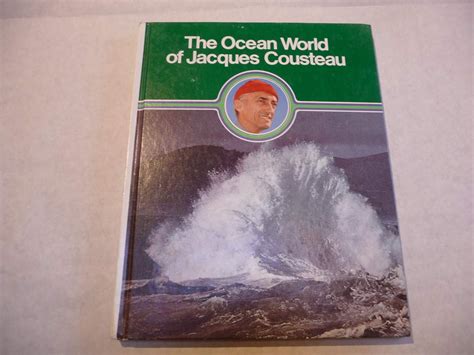 The Ocean World
of Jacques Cousteau